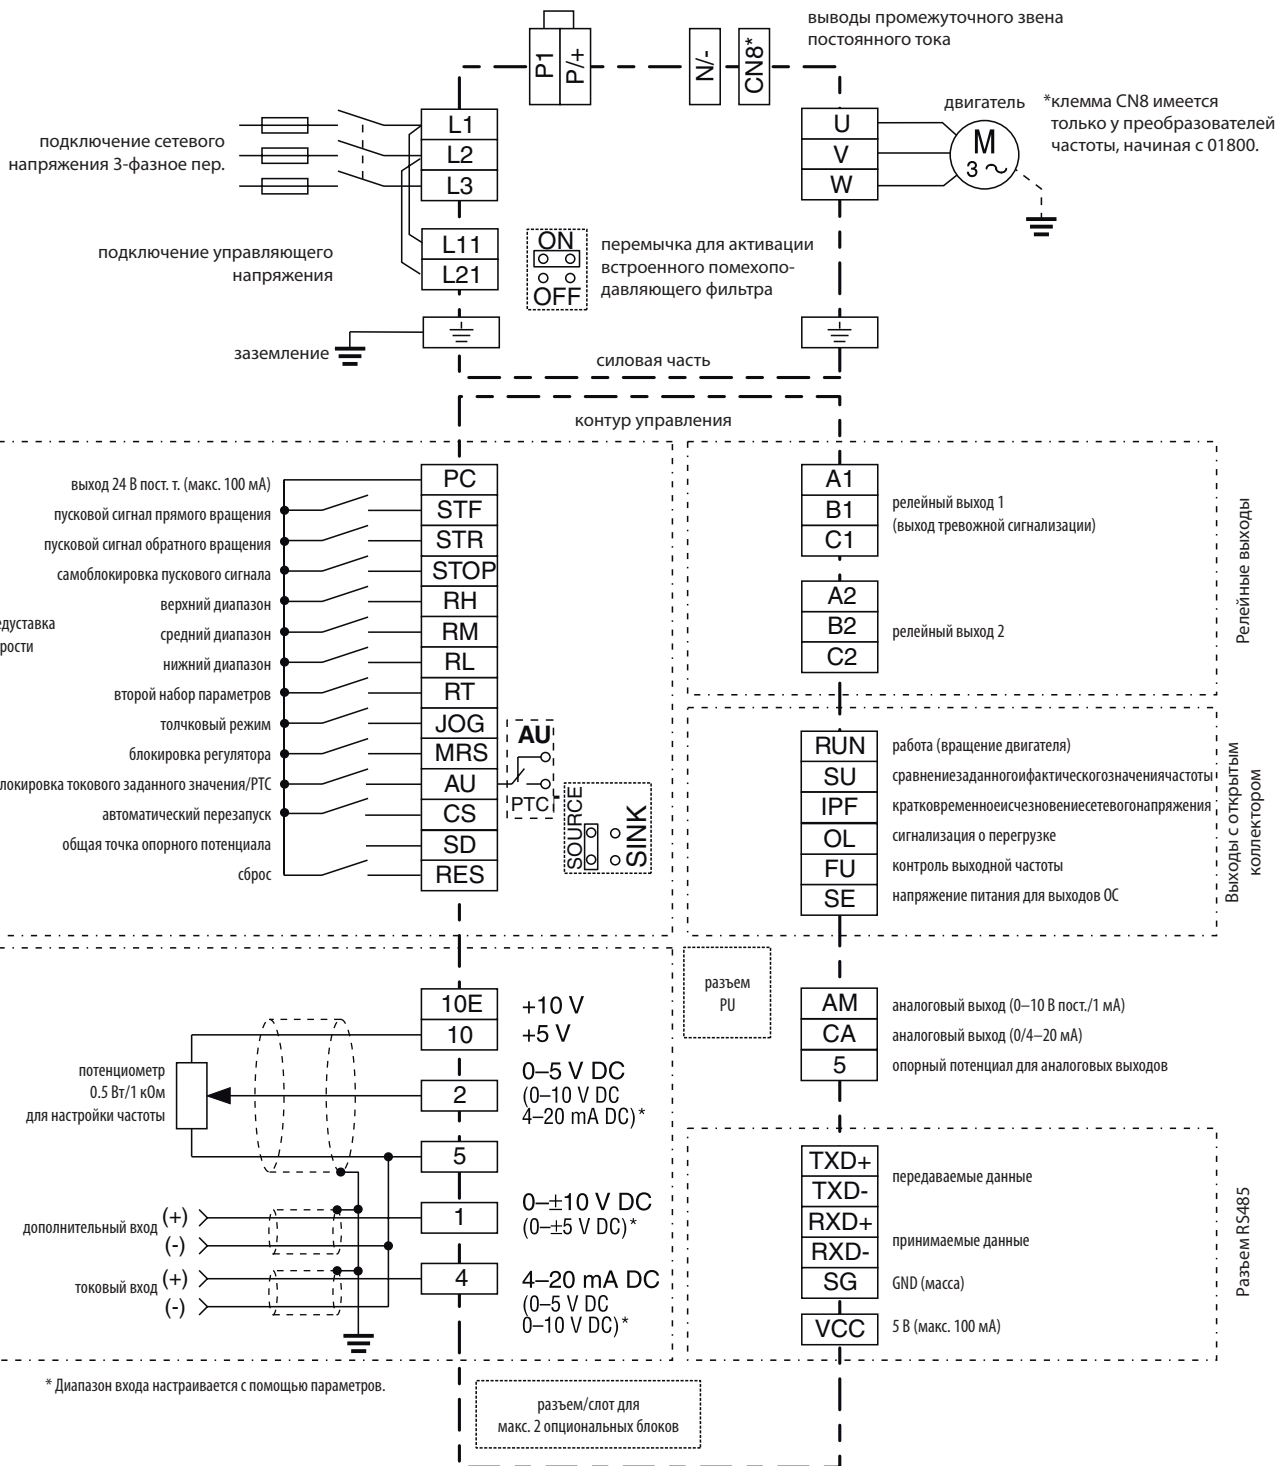 выводы промежуточного звена
постоянного тока
P1
P/+
N/-
CN8*
подключение сетевого
напряжения 3-фазное пер.
L1
L2
L3
U
V
W
двигатель
M
3 ~
*клемма CN8 имеется
только у преобразователей
частоты, начиная с 01800.
подключение управляющего
напряжения
L11
L21
ON
OFF
перемычка для активации
встроенного помехопо-
давляющего фильтра
заземление
силовая часть
контур управления
выход 24 В пост. т. (макс. 100 мА)
PC
пусковой сигнал прямого вращения
STF
пусковой сигнал обратного вращения
STR
самоблокировка пускового сигнала
STOP
верхний диапазон
RH
едуставка
рости
средний диапазон
RM
нижний диапазон
RL
второй набор параметров
RT
толчковый режим
JOG
блокировка регулятора
MRS
локировка токового заданного значения/PTC
AU
автоматический перезапуск
CS
общая точка опорного потенциала
SD
сброс
RES
AU
PTC
SOURCE
SINK
A1
B1
C1
релейный выход 1
(выход тревожной сигнализации)
A2
B2
C2
релейный выход 2
Релейные выходы
RUN
работа (вращение двигателя)
SU
сравнениезаданногоифактическогозначениячастоты
IPF
кратковременноеисчезновениесетевогонапряжения
OL
сигнализация о перегрузке
FU
контроль выходной частоты
SE
напряжение питания для выходов ОС
Выходы с открытым
коллектором
10E
+10 V
10
+5 V
потенциометр
0.5 Вт/1 кОм
для настройки частоты
2
0–5 V DC
(0–10 V DC
4–20 mA DC)*
5
дополнительный вход
(+)
(-)
1
0–±10 V DC
(0–±5 V DC)*
токовый вход
(+)
(-)
4
4–20 mA DC
(0–5 V DC
0–10 V DC)*
* Диапазон входа настраивается с помощью параметров.
разъем
PU
AM
аналоговый выход (0–10 В пост./1 мА)
CA
аналоговый выход (0/4–20 мА)
5
опорный потенциал для аналоговых выходов
TXD+
TXD-
передаваемые данные
RXD+
RXD-
принимаемые данные
SG
GND (масса)
VCC
5 В (макс. 100 мА)
Разъем RS485
разъем/слот для
макс. 2 опциональных блоков